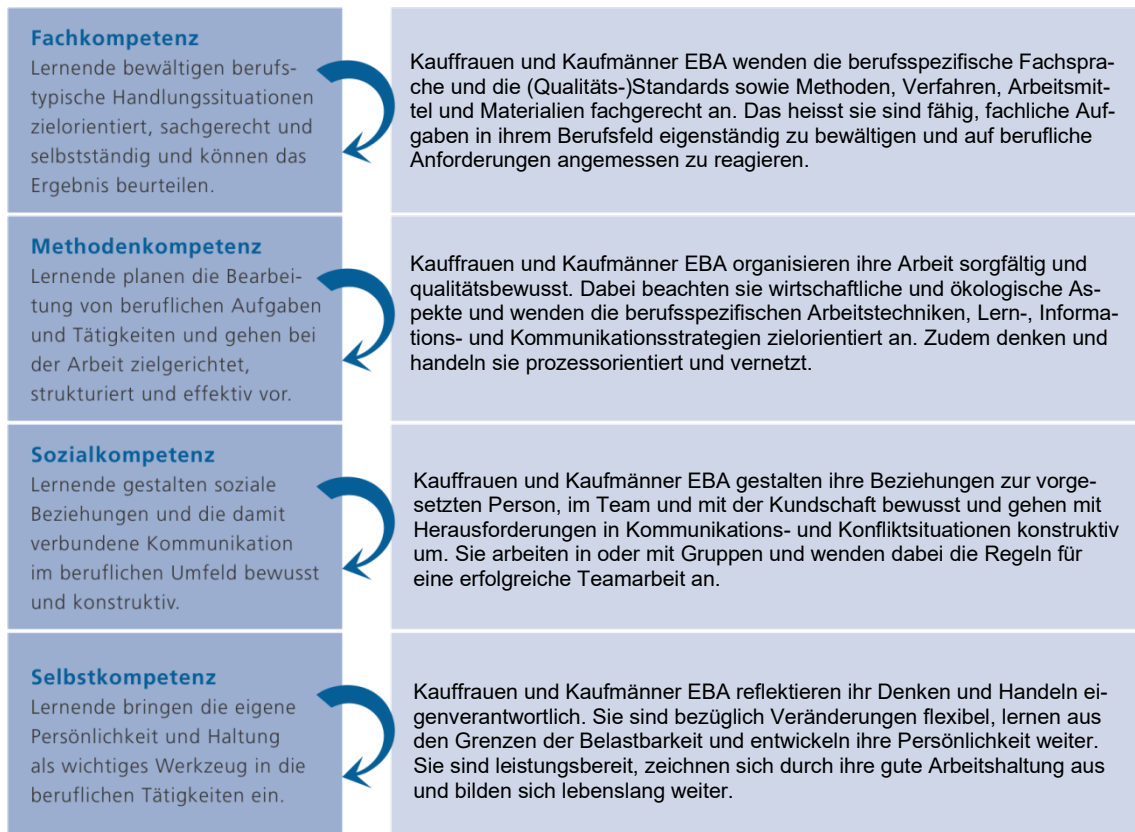 Fachkompetenz
Lernende bewältigen berufs-
typische Handlungssituationen
zielorientiert, sachgerecht und
selbstständig und können das
Ergebnis beurteilen.
Kauffrauen und Kaufmänner EBA wenden die berufsspezifische Fachspra-
che und die (Qualitäts-)Standards sowie Methoden, Verfahren, Arbeitsmit-
tel und Materialien fachgerecht an. Das heisst sie sind fähig, fachliche Auf-
gaben in ihrem Berufsfeld eigenständig zu bewältigen und auf berufliche
Anforderungen angemessen zu reagieren.
Methodenkompetenz
Lernende planen die Bearbei-
tung von beruflichen Aufgaben
und Tätigkeiten und gehen bei
der Arbeit zielgerichtet,
strukturiert und effektiv vor.
Kauffrauen und Kaufmänner EBA organisieren ihre Arbeit sorgfältig und
qualitätsbewusst. Dabei beachten sie wirtschaftliche und ökologische As-
pekte und wenden die berufsspezifischen Arbeitstechniken, Lern-, Informa-
tions- und Kommunikationsstrategien zielorientiert an. Zudem denken und
handeln sie prozessorientiert und vernetzt.
Sozialkompetenz
Lernende gestalten soziale
Beziehungen und die damit
verbundene Kommunikation
im beruflichen Umfeld bewusst
und konstruktiv.
Kauffrauen und Kaufmänner EBA gestalten ihre Beziehungen zur vorge-
setzten Person, im Team und mit der Kundschaft bewusst und gehen mit
Herausforderungen in Kommunikations- und Konfliktsituationen konstruktiv
um. Sie arbeiten in oder mit Gruppen und wenden dabei die Regeln für
eine erfolgreiche Teamarbeit an.
Selbstkompetenz
Lernende bringen die eigene
Persönlichkeit und Haltung
als wichtiges Werkzeug in die
beruflichen Tätigkeiten ein.
Kauffrauen und Kaufmänner EBA reflektieren ihr Denken und Handeln ei-
genverantwortlich. Sie sind bezüglich Veränderungen flexibel, lernen aus
den Grenzen der Belastbarkeit und entwickeln ihre Persönlichkeit weiter.
Sie sind leistungsbereit, zeichnen sich durch ihre gute Arbeitshaltung aus
und bilden sich lebenslang weiter.